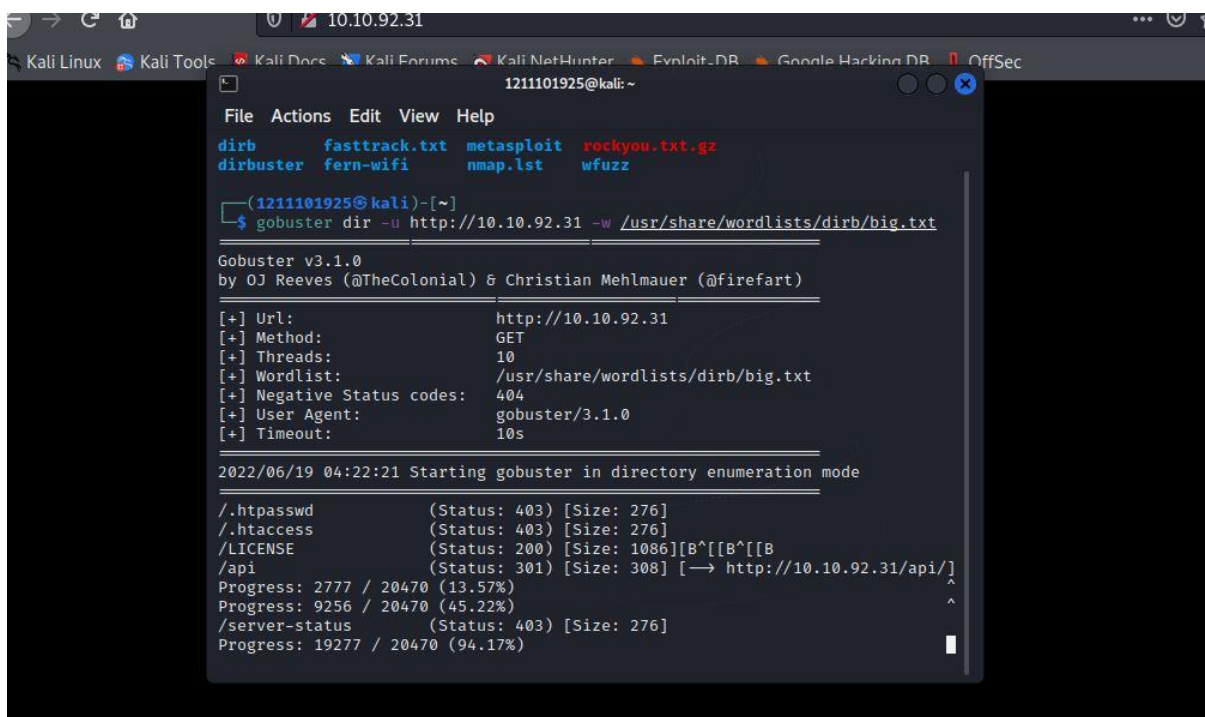 10.10.92.31
Kali Linux Kali Tools Kali Docs Kali Forums Kali NetHunter Exploit-DB Google Hacking DB OffSec
1211101925@kali: ~
File Actions Edit View Help
dirb fasttrack.txt metasploit rockyou.txt.gz
dirbuster fern-wifi nmap.lst wfuzz
┌──(1211101925㉿kali)-[~]
└─$ gobuster dir -u http://10.10.92.31 -w /usr/share/wordlists/dirb/big.txt
===============================================================
Gobuster v3.1.0
by OJ Reeves (@TheColonial) & Christian Mehlmauer (@firefart)
===============================================================
[+] Url: http://10.10.92.31
[+] Method: GET
[+] Threads: 10
[+] Wordlist: /usr/share/wordlists/dirb/big.txt
[+] Negative Status codes: 404
[+] User Agent: gobuster/3.1.0
[+] Timeout: 10s
===============================================================
2022/06/19 04:22:21 Starting gobuster in directory enumeration mode
===============================================================
/.htpasswd (Status: 403) [Size: 276]
/.htaccess (Status: 403) [Size: 276]
/LICENSE (Status: 200) [Size: 1086][B^[[B^[[B
/api (Status: 301) [Size: 308] [--> http://10.10.92.31/api/]
Progress: 2777 / 20470 (13.57%) ^
Progress: 9256 / 20470 (45.22%) ^
/server-status (Status: 403) [Size: 276]
Progress: 19277 / 20470 (94.17%)